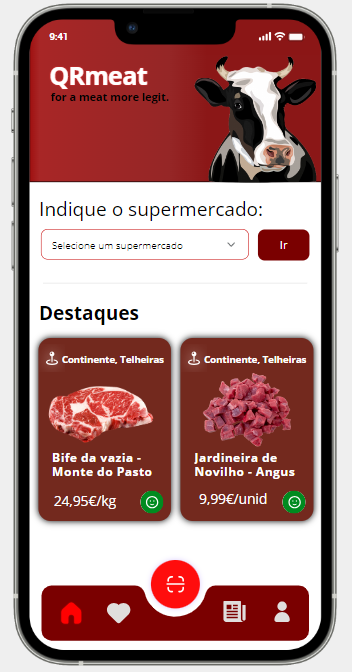 9:41
QRmeat
for a meat more legit.
Indique o supermercado:
Selecione um supermercado
Ir
Destaques
Continente, Telheiras
Bife da vazia -
Monte do Pasto
24,95€/kg
Continente, Telheiras
Jardineira de
Novilho - Angus
9,99€/unid